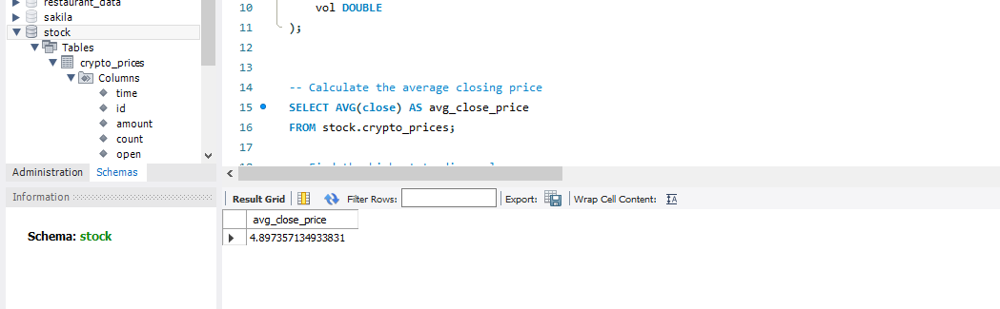 restaurant_data
sakila
stock
Tables
crypto_prices
Columns
time
id
amount
count
open
Administration Schemas
Information
Schema: stock
10 vol DOUBLE
11 );
12
13
14 -- Calculate the average closing price
15 SELECT AVG(close) AS avg_close_price
16 FROM stock.crypto_prices;
17
Result Grid Filter Rows: Export: Wrap Cell Content: IA
avg_close_price
4.897357134933831